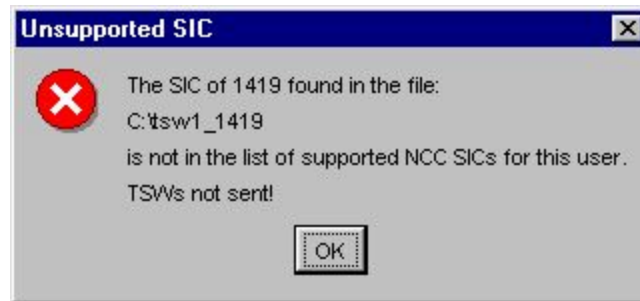 Unsupported SIC
The SIC of 1419 found in the file:
C:\tsw1_1419
is not in the list of supported NCC SICs for this user.
TSWs not sent!
OK